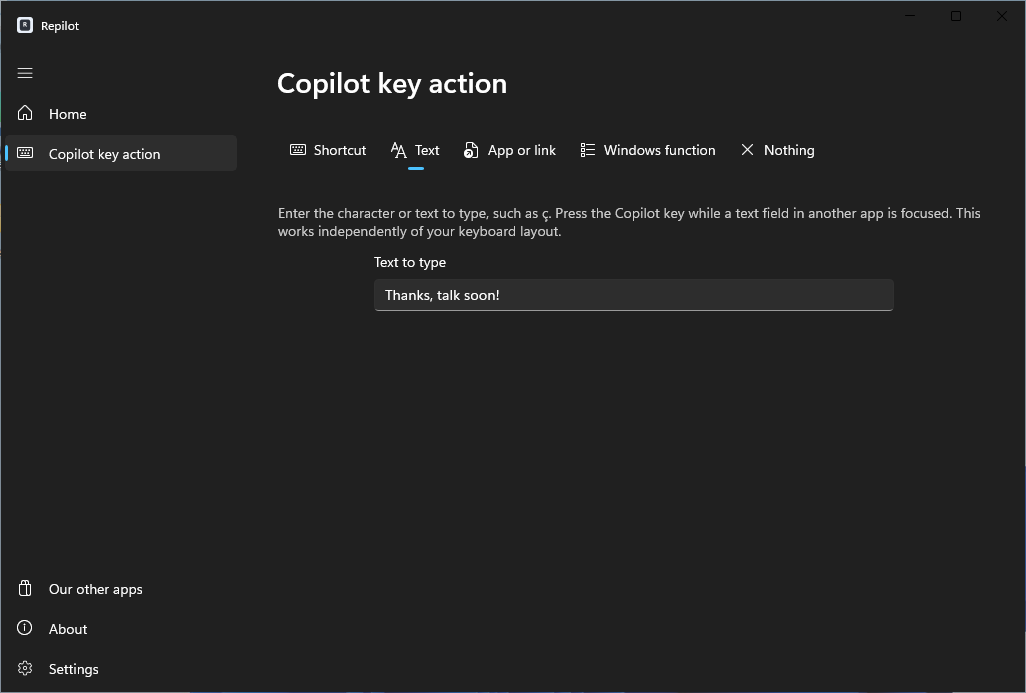 Repilot
Home
Copilot key action
Copilot key action
Shortcut
Text
App or link
Windows function
Nothing
Enter the character or text to type, such as ç. Press the Copilot key while a text field in another app is focused. This
works independently of your keyboard layout.
Text to type
Thanks, talk soon!
Our other apps
About
Settings